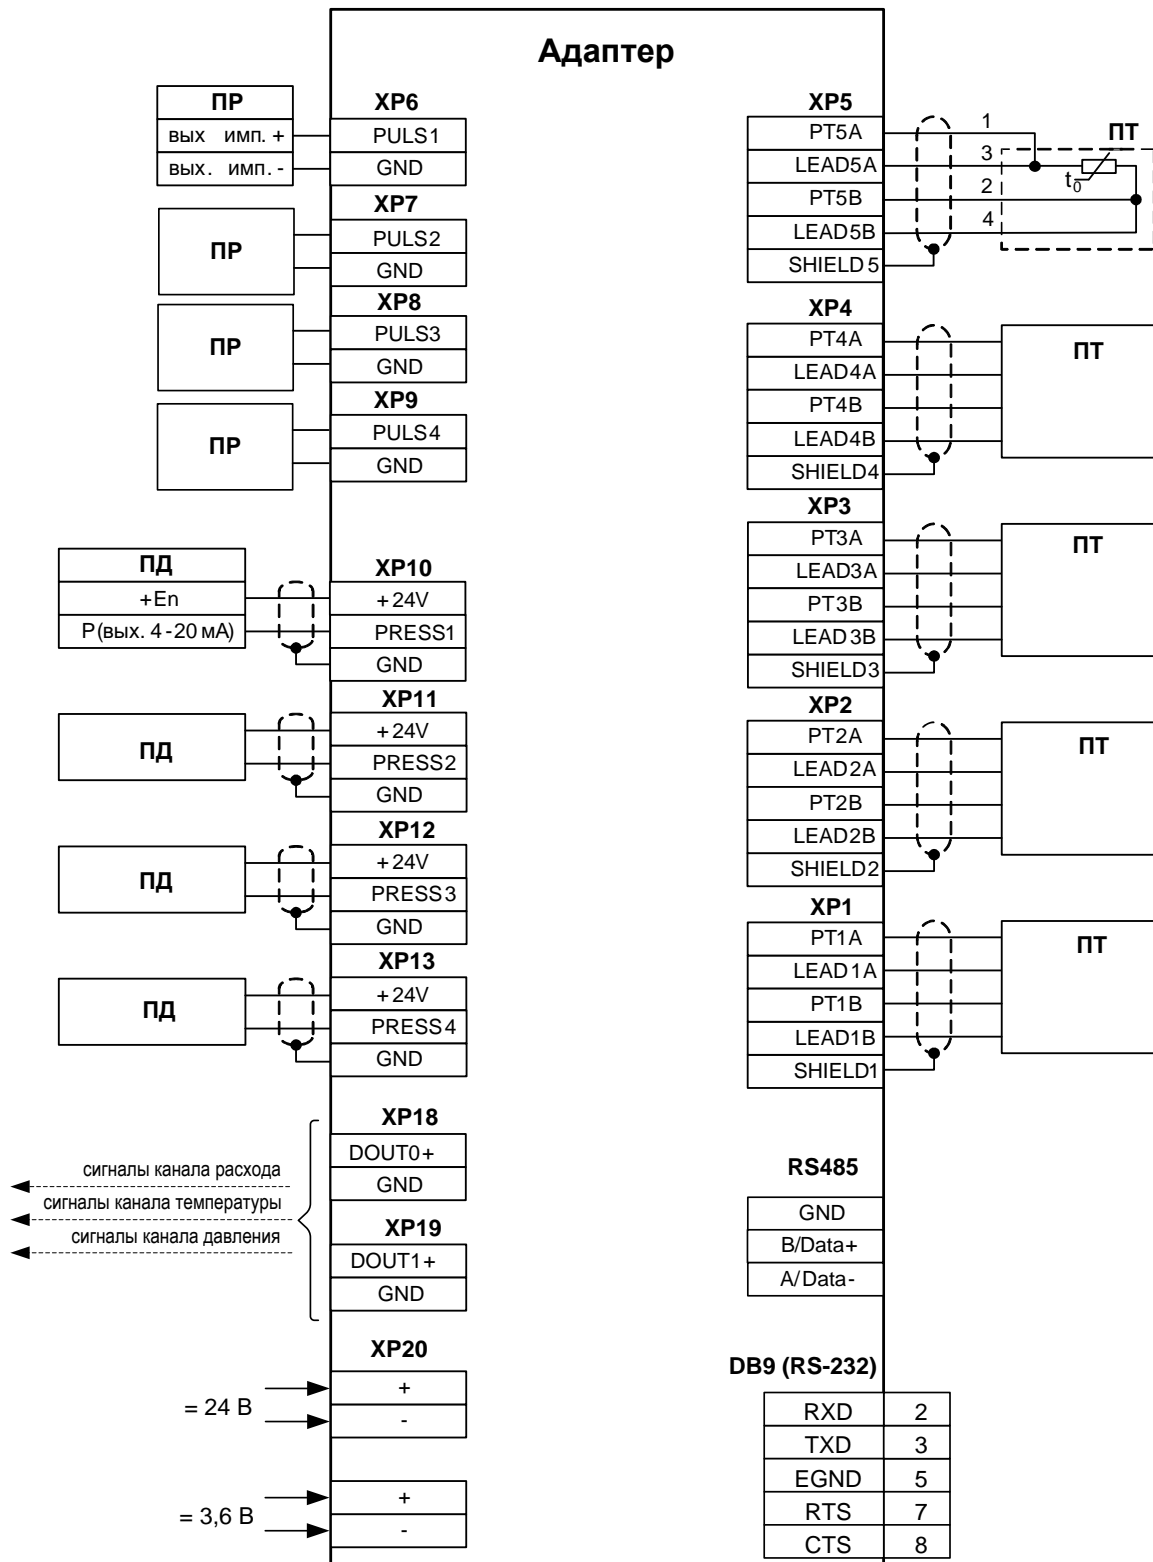 Адаптер
ПР
вых имп. +
вых. имп. -
XP6
PULS1
GND
ПР
XP7
PULS2
GND
ПР
XP8
PULS3
GND
ПР
XP9
PULS4
GND
ПД
+En
P(вых. 4-20 мА)
XP10
+24V
PRESS1
GND
ПД
XP11
+24V
PRESS2
GND
ПД
XP12
+24V
PRESS3
GND
ПД
XP13
+24V
PRESS4
GND
XP18
DOUT0+
GND
сигналы канала расхода
сигналы канала температуры
сигналы канала давления
XP19
DOUT1+
GND
XP20
= 24 В
+
-
= 3,6 В
+
-
XP5
PT5A
LEAD5A
PT5B
LEAD5B
SHIELD5
1
3
2
4
ПТ
t0
XP4
PT4A
LEAD4A
PT4B
LEAD4B
SHIELD4
ПТ
XP3
PT3A
LEAD3A
PT3B
LEAD3B
SHIELD3
ПТ
XP2
PT2A
LEAD2A
PT2B
LEAD2B
SHIELD2
ПТ
XP1
PT1A
LEAD1A
PT1B
LEAD1B
SHIELD1
ПТ
RS485
GND
B/Data+
A/Data-
DB9 (RS-232)
RXD 2
TXD 3
EGND 5
RTS 7
CTS 8